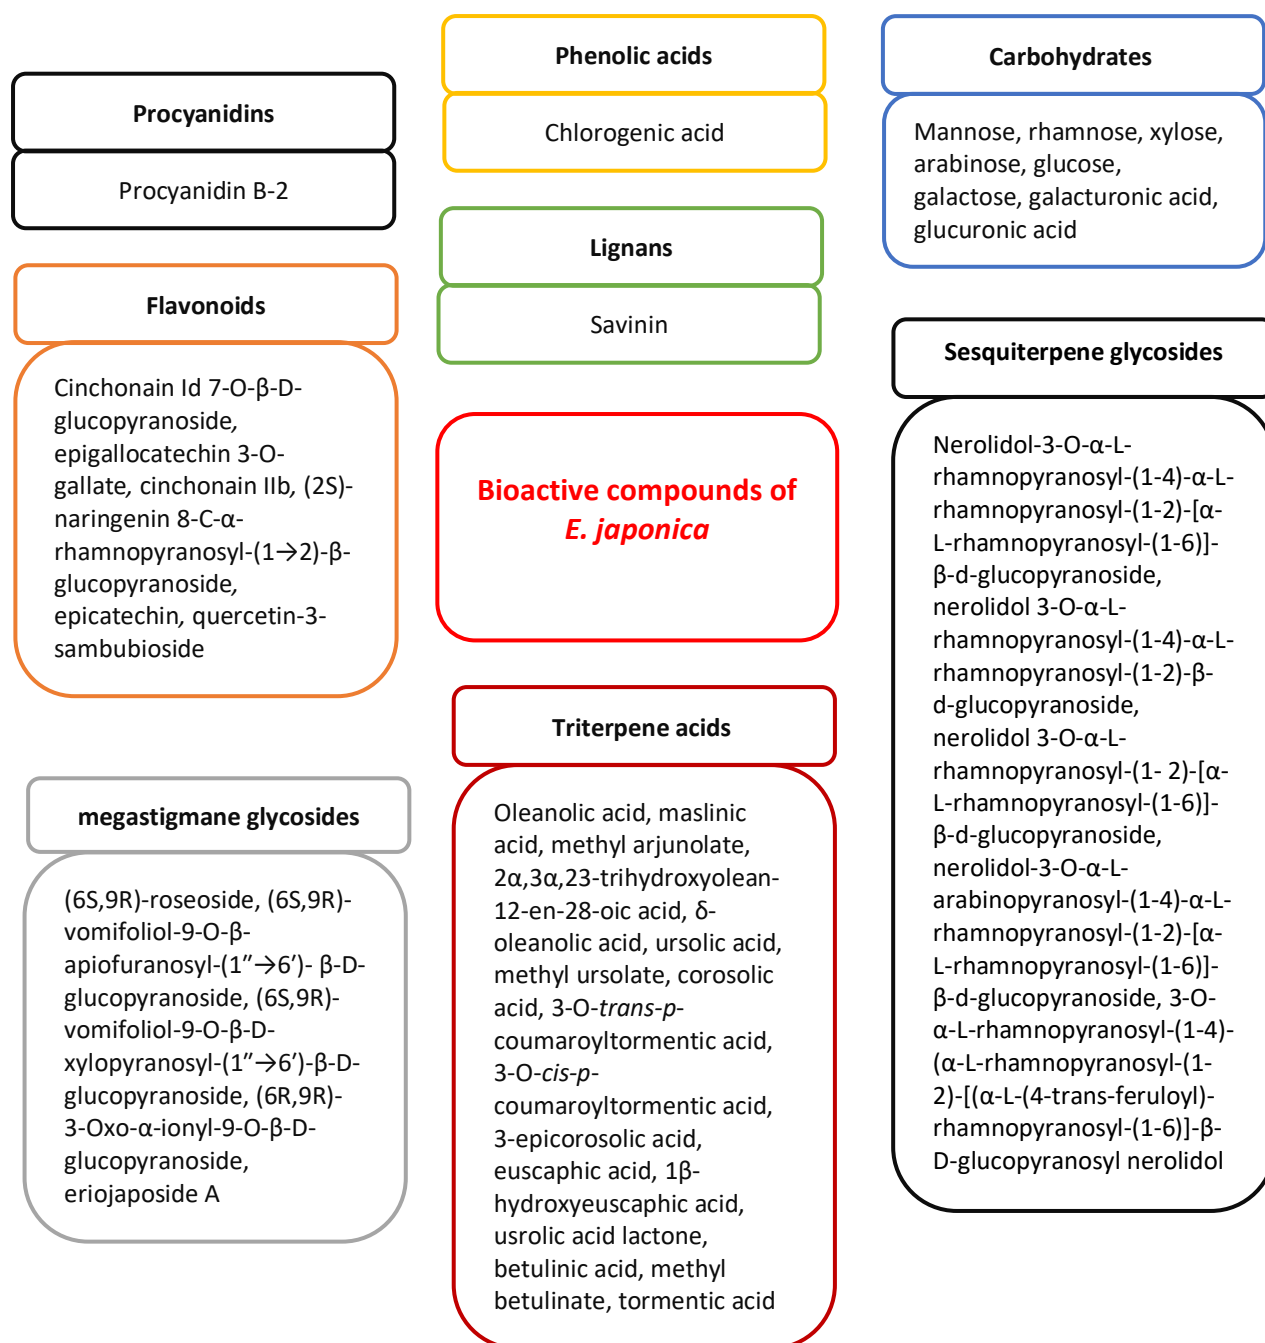 Procyanidins
Procyanidin B-2
Flavonoids
Cinchonain Id 7-O-β-D-
glucopyranoside,
epigallocatechin 3-O-
gallate, cinchonain IIb, (2S)-
naringenin 8-C-α-
rhamnopyranosyl-(1→2)-β-
glucopyranoside,
epicatechin, quercetin-3-
sambubioside
megastigmane glycosides
(6S,9R)-roseoside, (6S,9R)-
vomifoliol-9-O-β-
apiofuranosyl-(1″→6′)- β-D-
glucopyranoside, (6S,9R)-
vomifoliol-9-O-β-D-
xylopyranosyl-(1″→6′)-β-D-
glucopyranoside, (6R,9R)-
3-Oxo-α-ionyl-9-O-β-D-
glucopyranoside,
eriojaposide A
Phenolic acids
Chlorogenic acid
Lignans
Savinin
Bioactive compounds of
E. japonica
Triterpene acids
Oleanolic acid, maslinic
acid, methyl arjunolate,
2α,3α,23-trihydroxyolean-
12-en-28-oic acid, δ-
oleanolic acid, ursolic acid,
methyl ursolate, corosolic
acid, 3-O-trans-p-
coumaroyltormentic acid,
3-O-cis-p-
coumaroyltormentic acid,
3-epicorosolic acid,
euscaphic acid, 1β-
hydroxyeuscaphic acid,
usrolic acid lactone,
betulinic acid, methyl
betulinate, tormentic acid
Carbohydrates
Mannose, rhamnose, xylose,
arabinose, glucose,
galactose, galacturonic acid,
glucuronic acid
Sesquiterpene glycosides
Nerolidol-3-O-α-L-
rhamnopyranosyl-(1-4)-α-L-
rhamnopyranosyl-(1-2)-[α-
L-rhamnopyranosyl-(1-6)]-
β-d-glucopyranoside,
nerolidol 3-O-α-L-
rhamnopyranosyl-(1-4)-α-L-
rhamnopyranosyl-(1-2)-β-
d-glucopyranoside,
nerolidol 3-O-α-L-
rhamnopyranosyl-(1- 2)-[α-
L-rhamnopyranosyl-(1-6)]-
β-d-glucopyranoside,
nerolidol-3-O-α-L-
arabinopyranosyl-(1-4)-α-L-
rhamnopyranosyl-(1-2)-[α-
L-rhamnopyranosyl-(1-6)]-
β-d-glucopyranoside, 3-O-
α-L-rhamnopyranosyl-(1-4)-
(α-L-rhamnopyranosyl-(1-
2)-[(α-L-(4-trans-feruloyl)-
rhamnopyranosyl-(1-6)]-β-
D-glucopyranosyl nerolidol